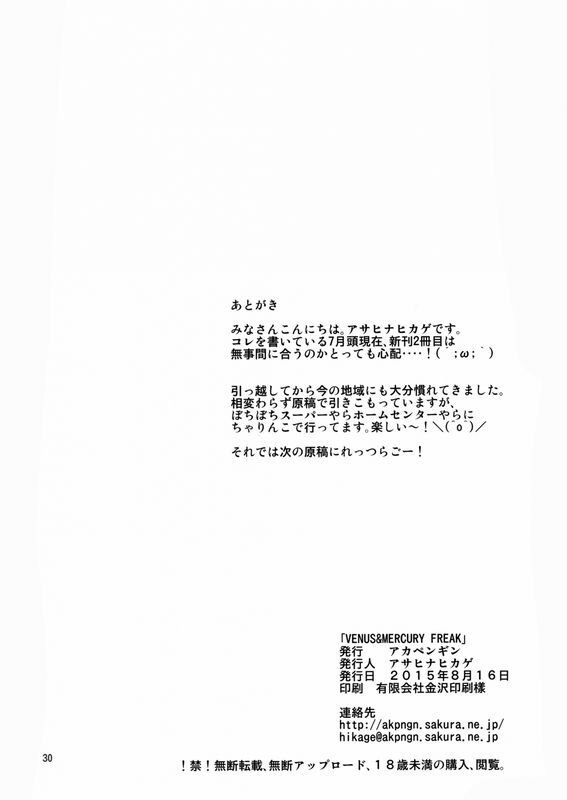 あとがき
みなさんこんにちは。アサヒナヒカゲです。
コレを書いている7月頭現在、新刊2冊目は
無事間に合うのかとっても心配‥‥！(｀;ω;´)
引っ越してから今の地域にも大分慣れてきました。
相変わらず原稿で引きこもっていますが、
ぼちぼちスーパーやらホームセンターやらに
ちゃりんこで行ってます。楽しい～！＼(^o^)／
それでは次の原稿にれっつらごー！
「VENUS&MERCURY FREAK」
発行　アカペンギン
発行人　アサヒナヒカゲ
発行日　２０１５年８月１６日
印刷　有限会社金沢印刷様
連絡先
http://akpngn.sakura.ne.jp/
hikage@akpngn.sakura.ne.jp
30
！禁！無断転載、無断アップロード、１８歳未満の購入、閲覧。